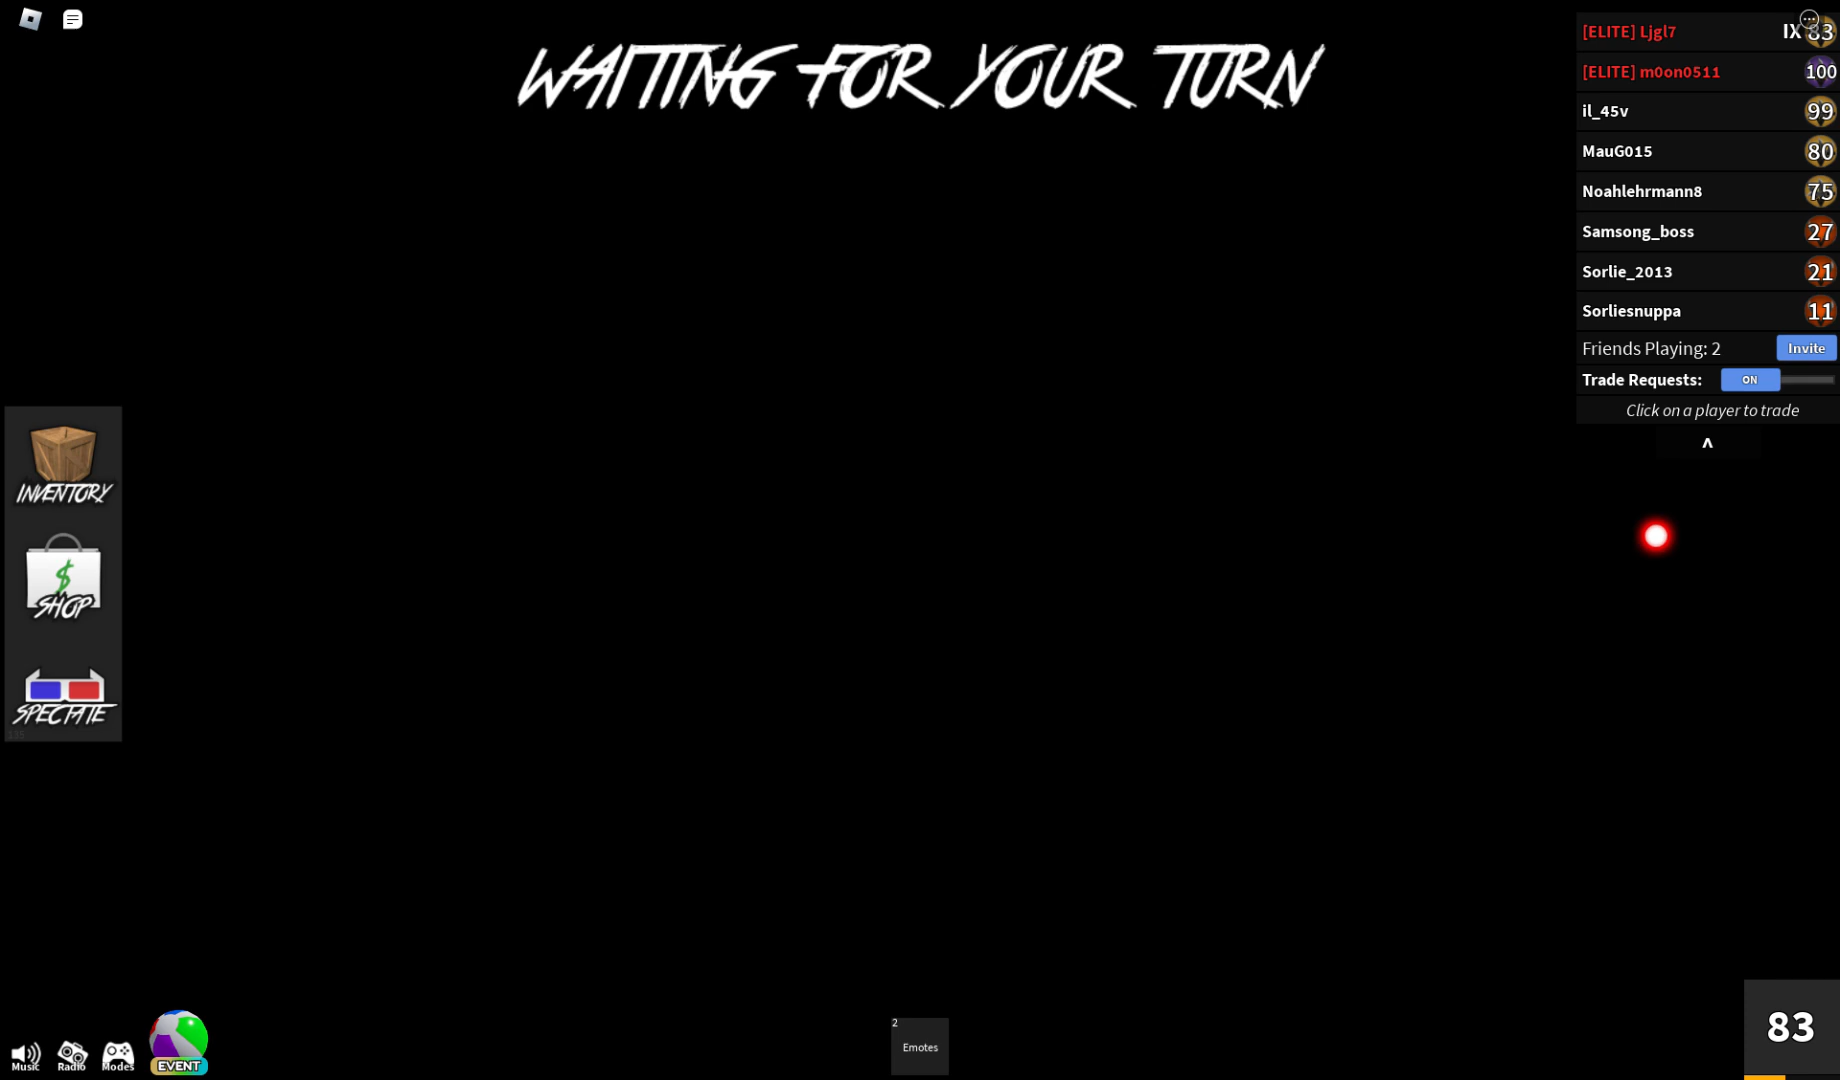 WAITING FOR YOUR TURN
[ELITE] Ljgl7 IX 83
[ELITE] m0on0511 100
il_45v 99
MauG015 80
Noahlehrmann8 75
Samsong_boss 27
Sorlie_2013 21
Sorliesnuppa 11
Friends Playing: 2 Invite
Trade Requests: ON
Click on a player to trade
^
INVENTORY
$
SHOP
SPECTATE
135
Music Radio Modes EVENT
2
Emotes
83